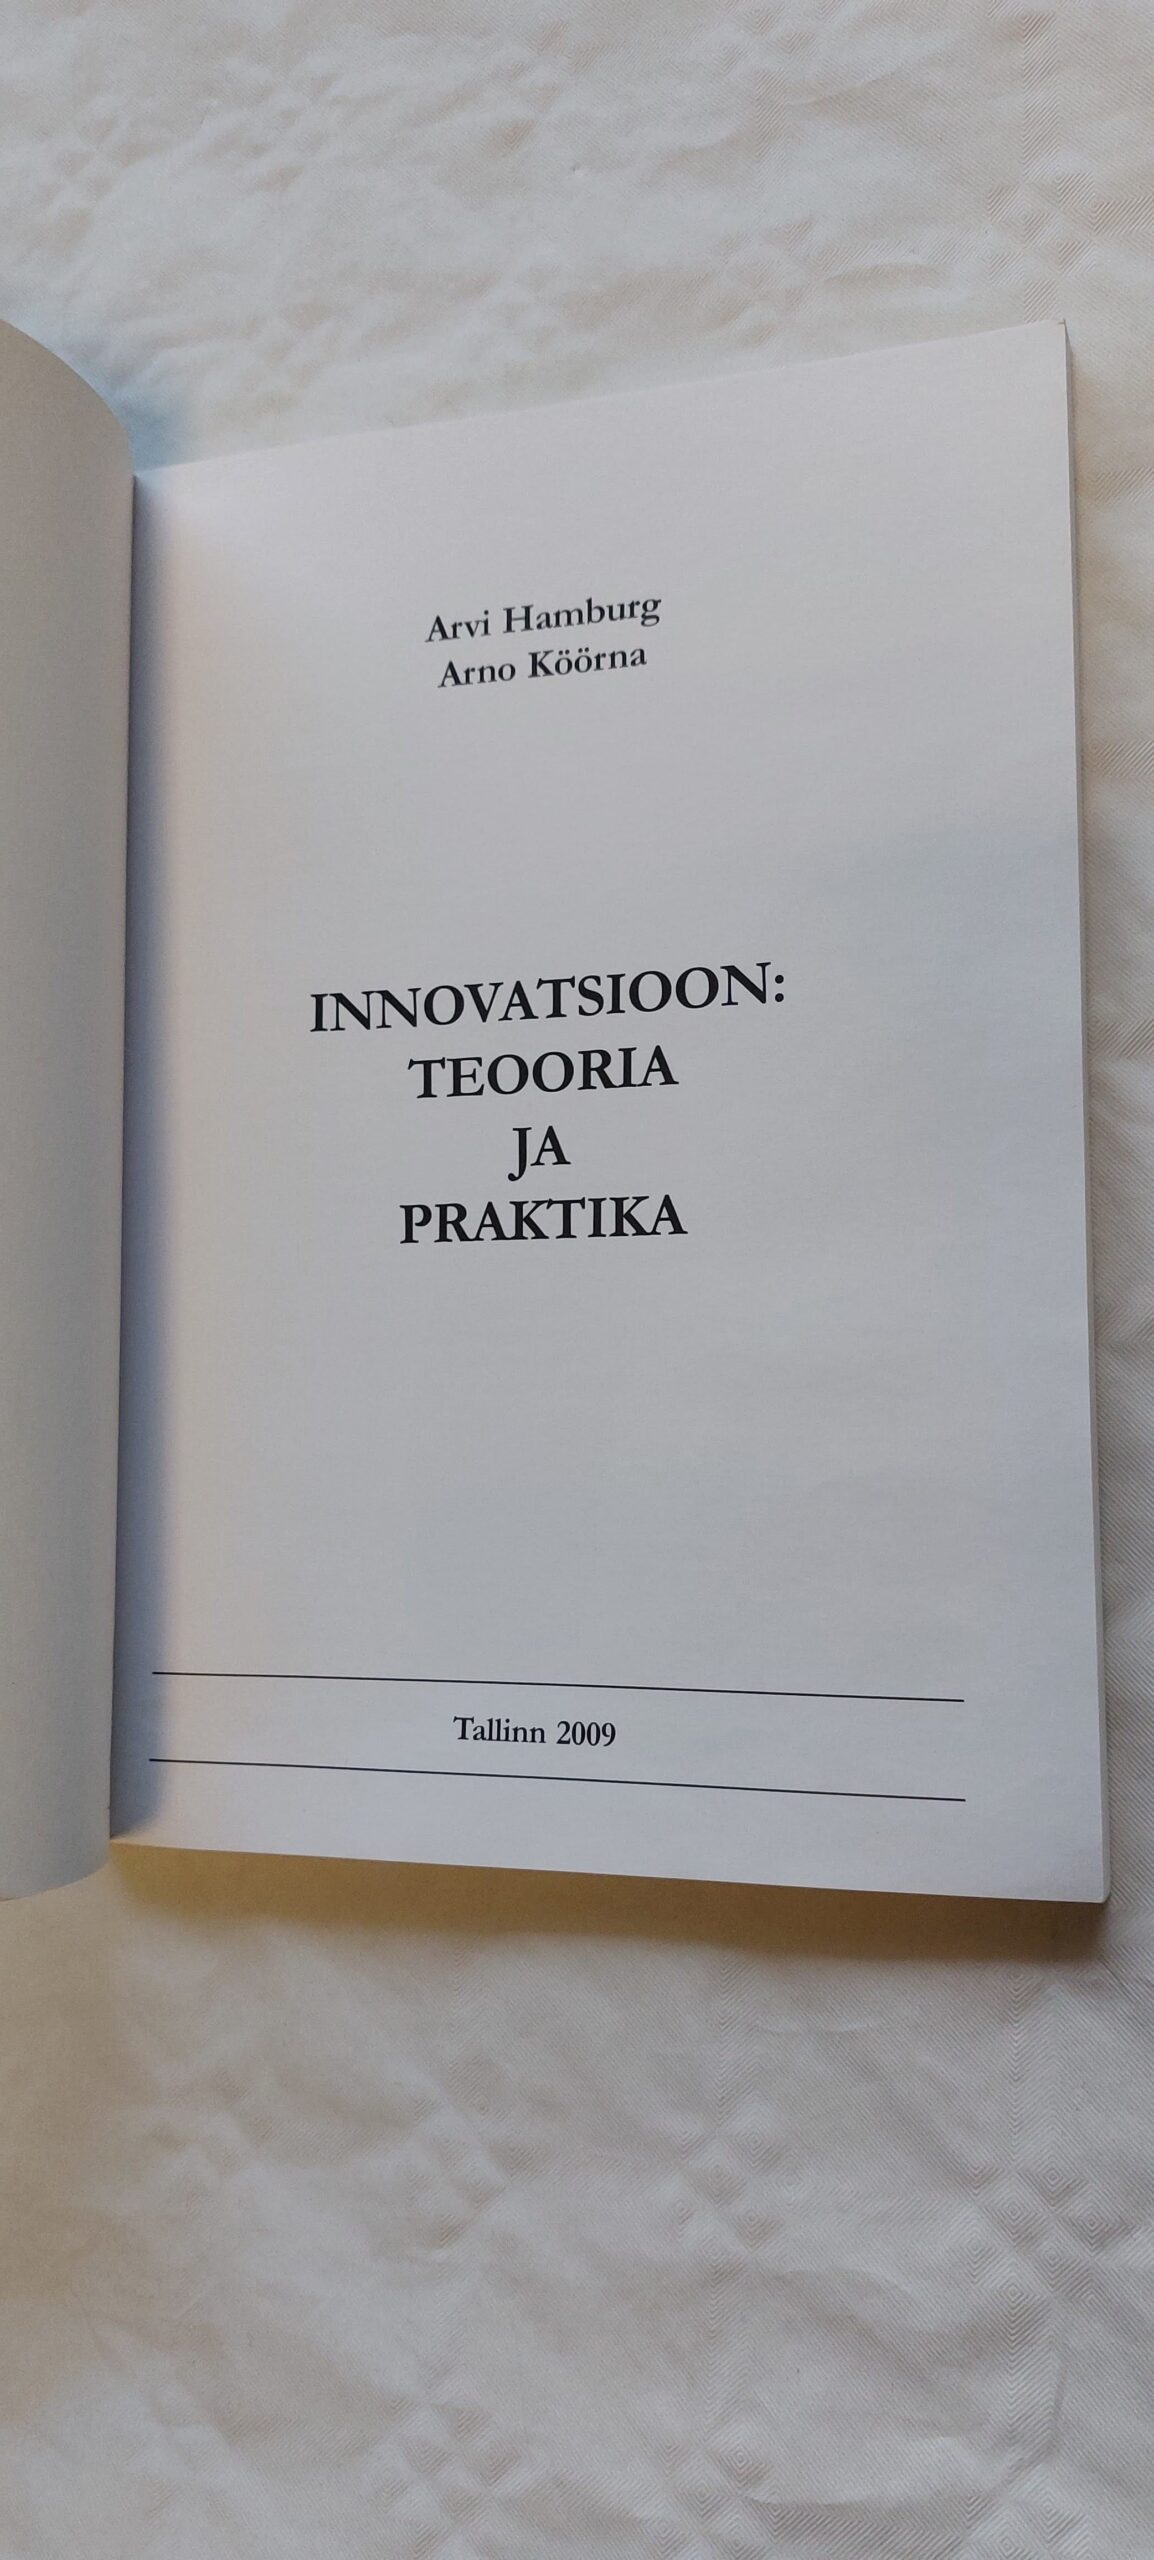 Arvi Hamburg
Arno Köörna
INNOVATSIOON:
TEOORIA
JA
PRAKTIKA
Tallinn 2009